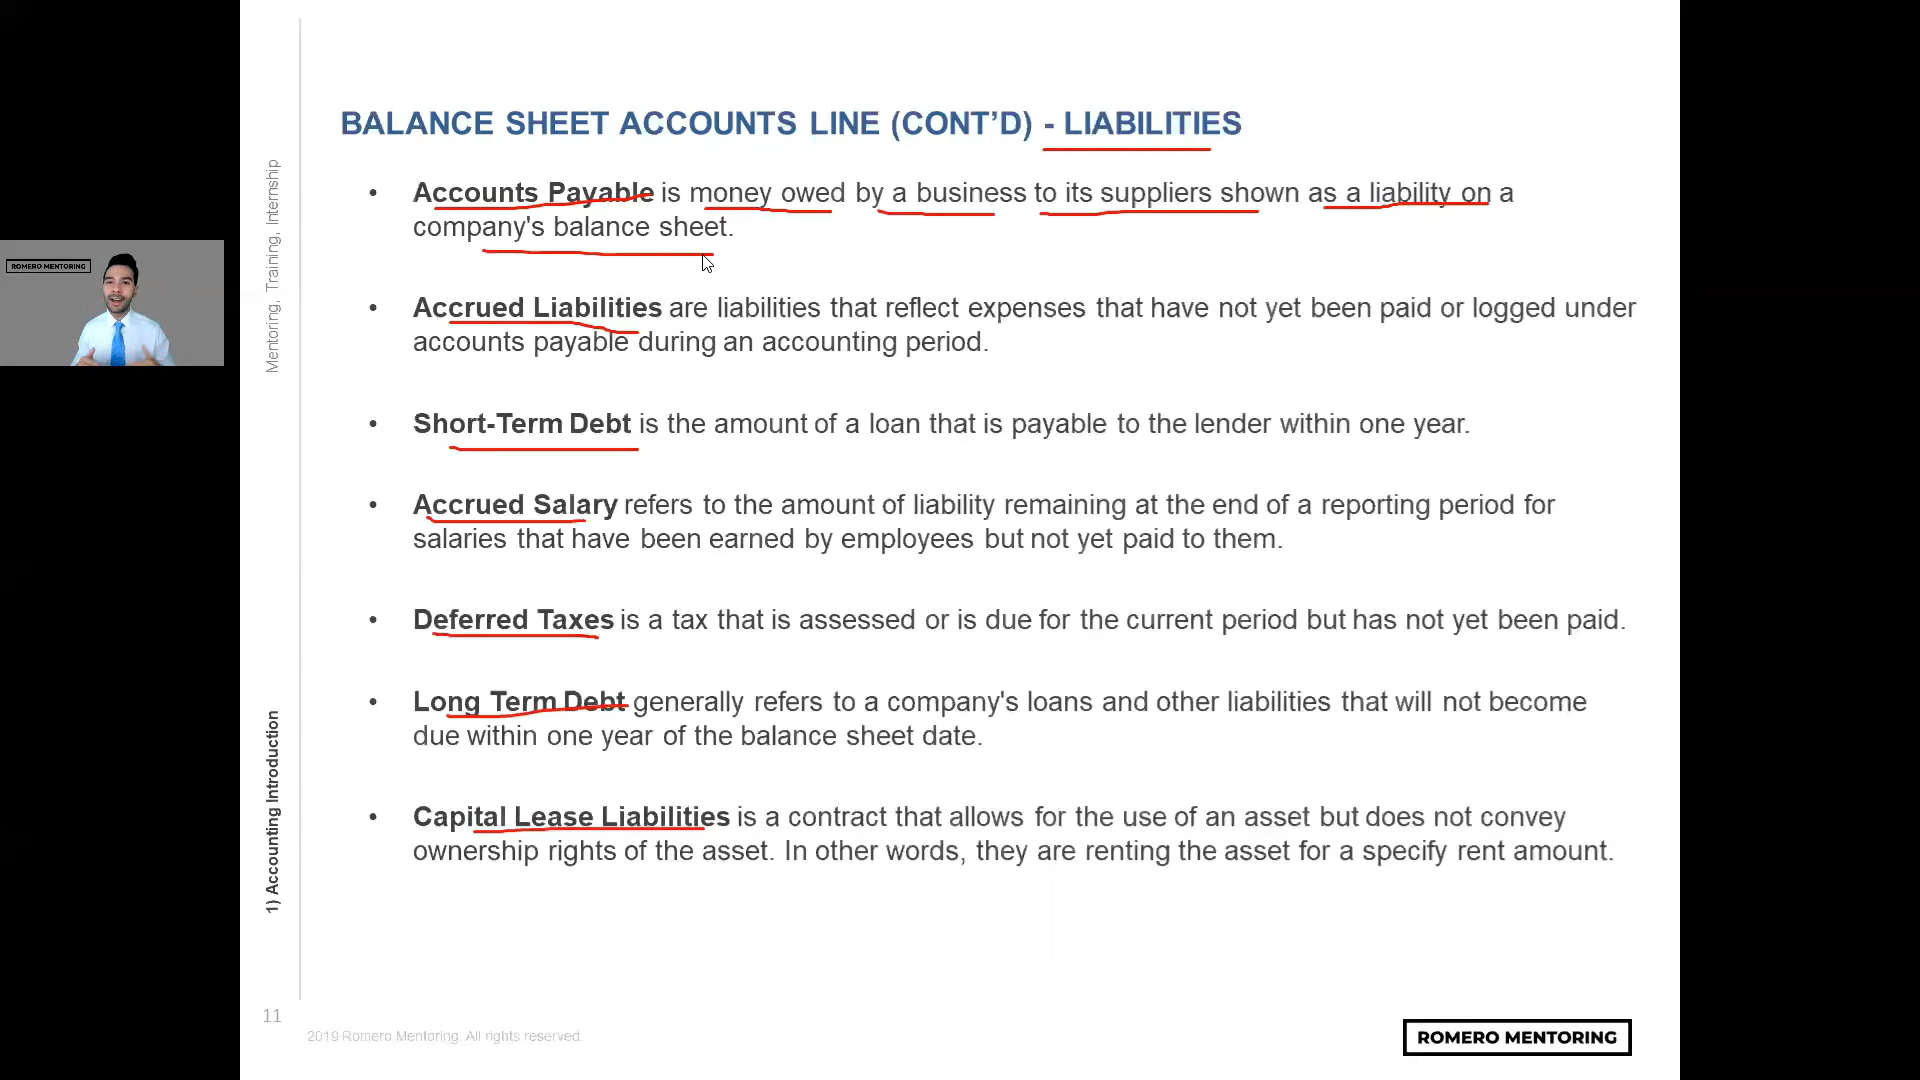 BALANCE SHEET ACCOUNTS LINE (CONT’D) - LIABILITIES
• Accounts Payable is money owed by a business to its suppliers shown as a liability on a
company's balance sheet.
• Accrued Liabilities are liabilities that reflect expenses that have not yet been paid or logged under
accounts payable during an accounting period.
• Short-Term Debt is the amount of a loan that is payable to the lender within one year.
• Accrued Salary refers to the amount of liability remaining at the end of a reporting period for
salaries that have been earned by employees but not yet paid to them.
• Deferred Taxes is a tax that is assessed or is due for the current period but has not yet been paid.
• Long Term Debt generally refers to a company's loans and other liabilities that will not become
due within one year of the balance sheet date.
• Capital Lease Liabilities is a contract that allows for the use of an asset but does not convey
ownership rights of the asset. In other words, they are renting the asset for a specify rent amount.
Mentoring, Training, Internship
1) Accounting Introduction
ROMERO MENTORING
11
2019 Romero Mentoring. All rights reserved.
ROMERO MENTORING